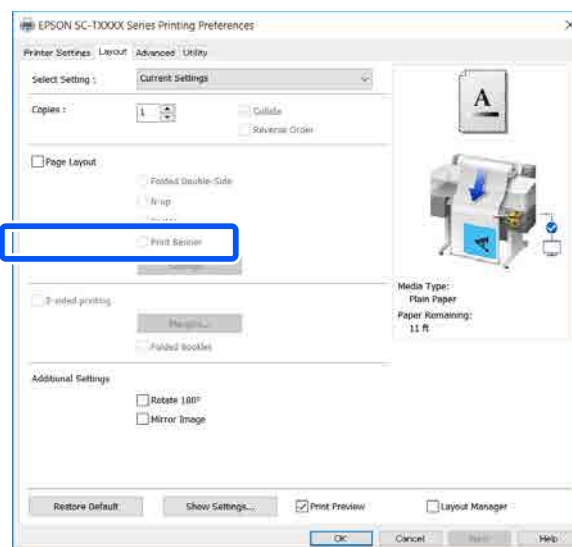 EPSON SC-TXXXX Series Printing Preferences
Printer Settings Layout Advanced Utility
Select Setting : Current Settings
Copies : 1 Collate
Reverse Order
A
Page Layout
Folded Double-Side
N-up
Print Banner
2-sided printing
Margins...
Folded Booklet
Media Type:
Plain Paper
Paper Remaining:
11 ft
Additional Settings
Rotate 180º
Mirror Image
Restore Default Show Settings... Print Preview Layout Manager
OK Cancel Help